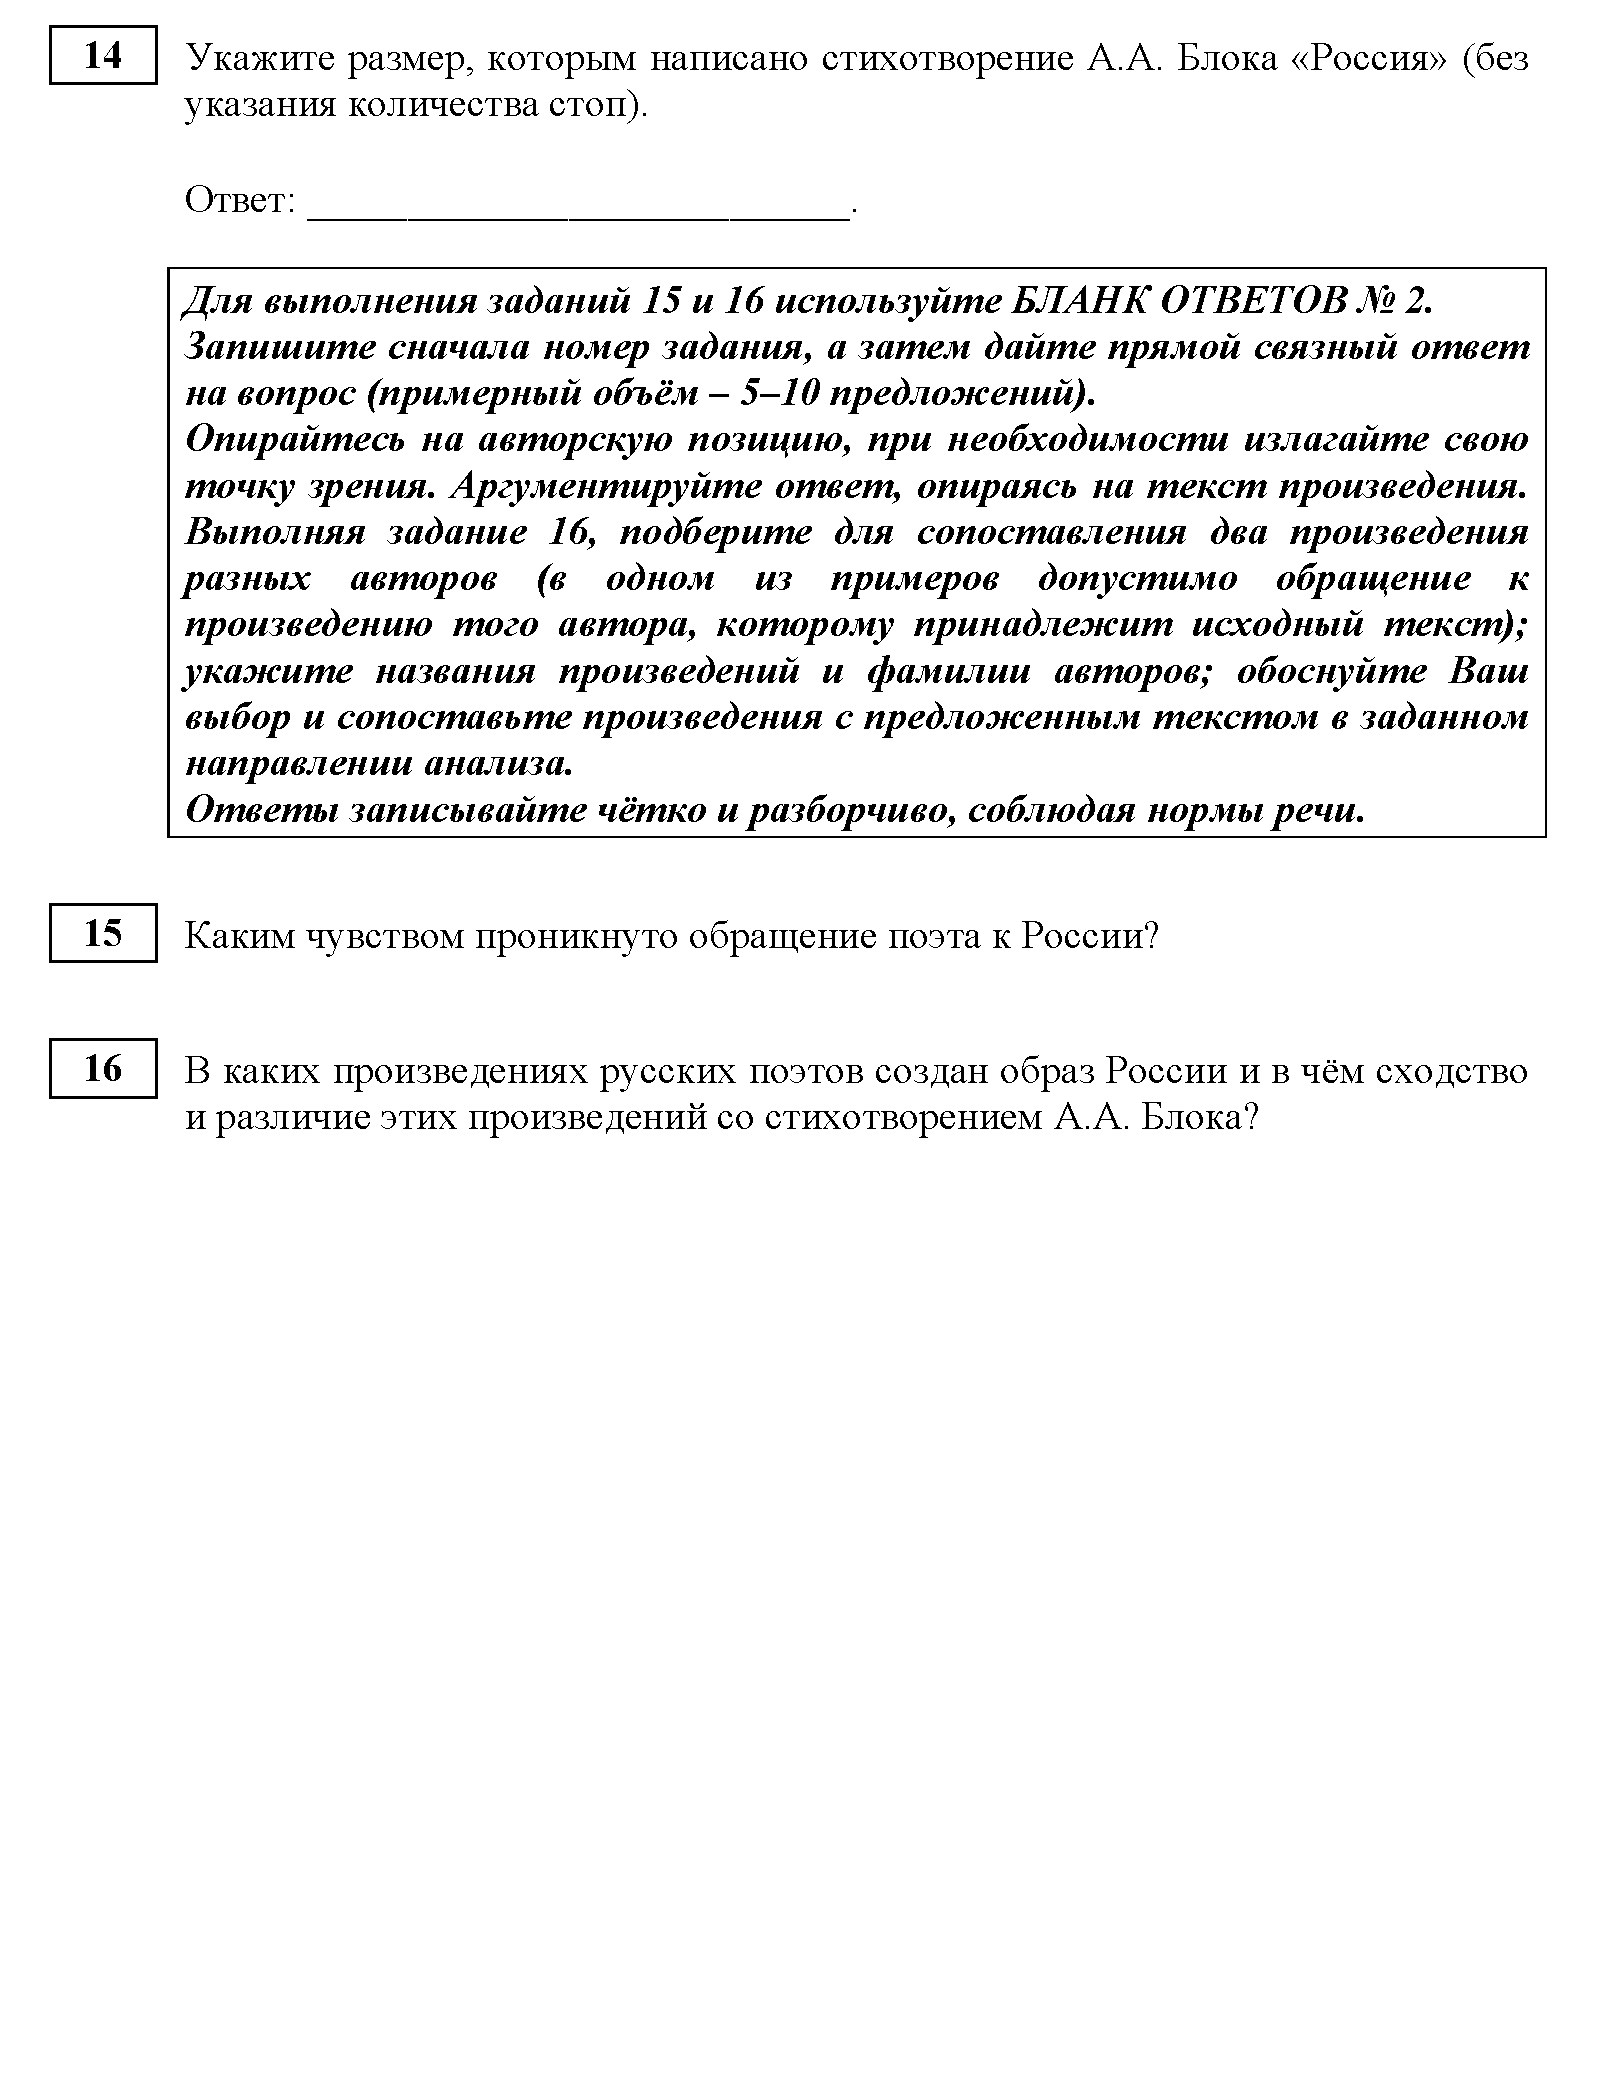 14 Укажите размер, которым написано стихотворение А.А. Блока «Россия» (без
указания количества стоп).
Ответ: ___________________________.
Для выполнения заданий 15 и 16 используйте БЛАНК ОТВЕТОВ № 2.
Запишите сначала номер задания, а затем дайте прямой связный ответ
на вопрос (примерный объём – 5–10 предложений).
Опирайтесь на авторскую позицию, при необходимости излагайте свою
точку зрения. Аргументируйте ответ, опираясь на текст произведения.
Выполняя задание 16, подберите для сопоставления два произведения
разных авторов (в одном из примеров допустимо обращение к
произведению того автора, которому принадлежит исходный текст);
укажите названия произведений и фамилии авторов; обоснуйте Ваш
выбор и сопоставьте произведения с предложенным текстом в заданном
направлении анализа.
Ответы записывайте чётко и разборчиво, соблюдая нормы речи.
15 Каким чувством проникнуто обращение поэта к России?
16 В каких произведениях русских поэтов создан образ России и в чём сходство
и различие этих произведений со стихотворением А.А. Блока?